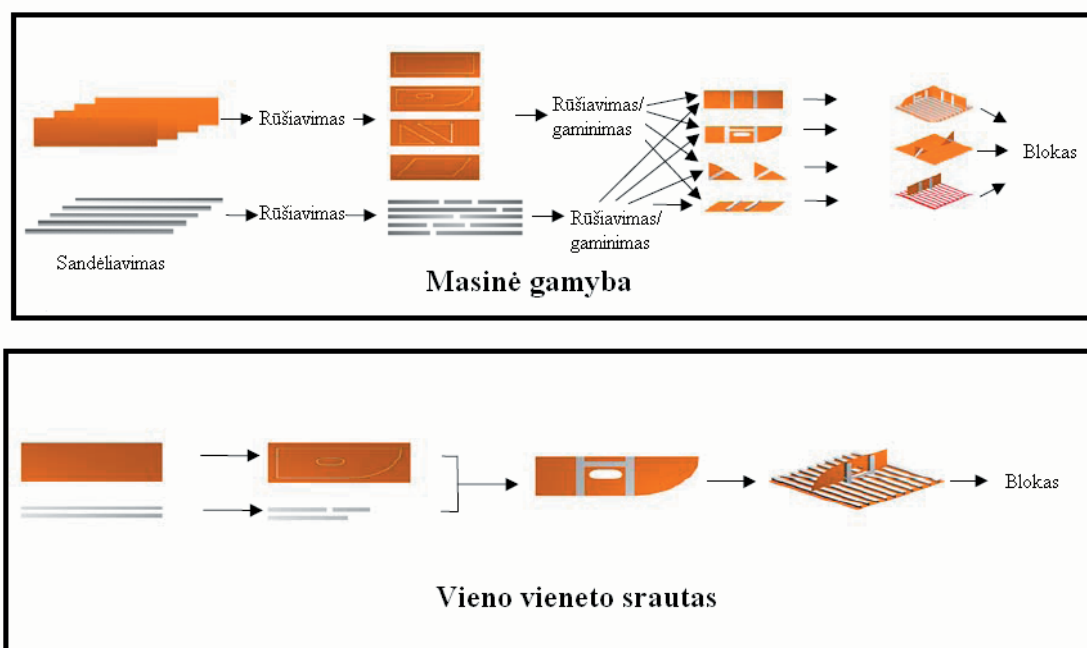 Rūšiavimas
Rūšiavimas/
gaminimas
Blokas
Rūšiavimas
Rūšiavimas/
gaminimas
Sandėliavimas
Masinė gamyba
Blokas
Vieno vieneto srautas